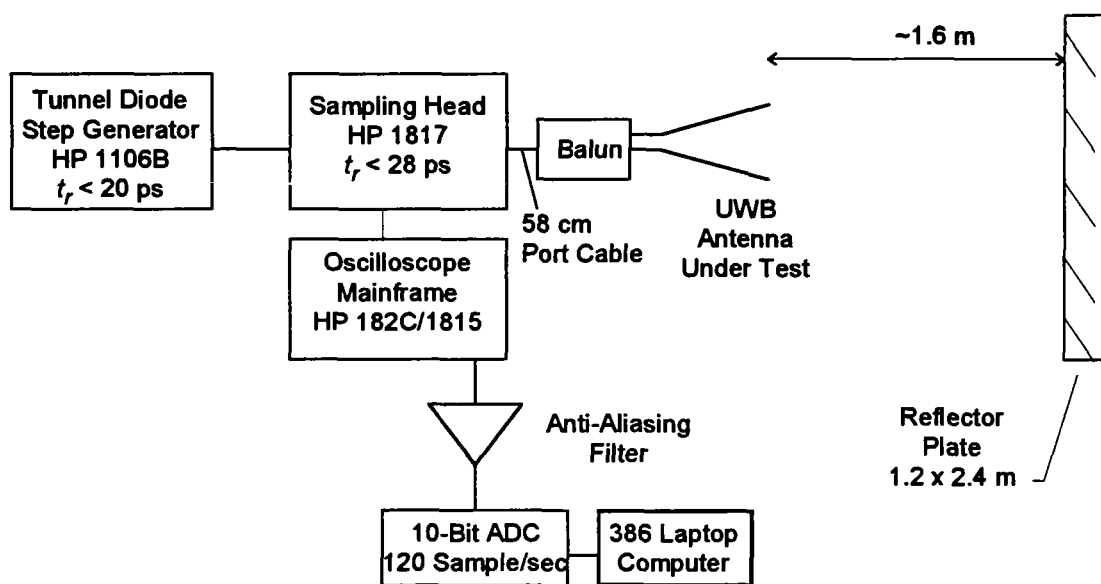 Tunnel Diode
Step Generator
HP 1106B
t_r < 20 ps
Sampling Head
HP 1817
t_r < 28 ps
Balun
~1.6 m
58 cm
Port Cable
UWB
Antenna
Under Test
Oscilloscope
Mainframe
HP 182C/1815
Anti-Aliasing
Filter
Reflector
Plate
1.2 x 2.4 m
10-Bit ADC
120 Sample/sec
386 Laptop
Computer